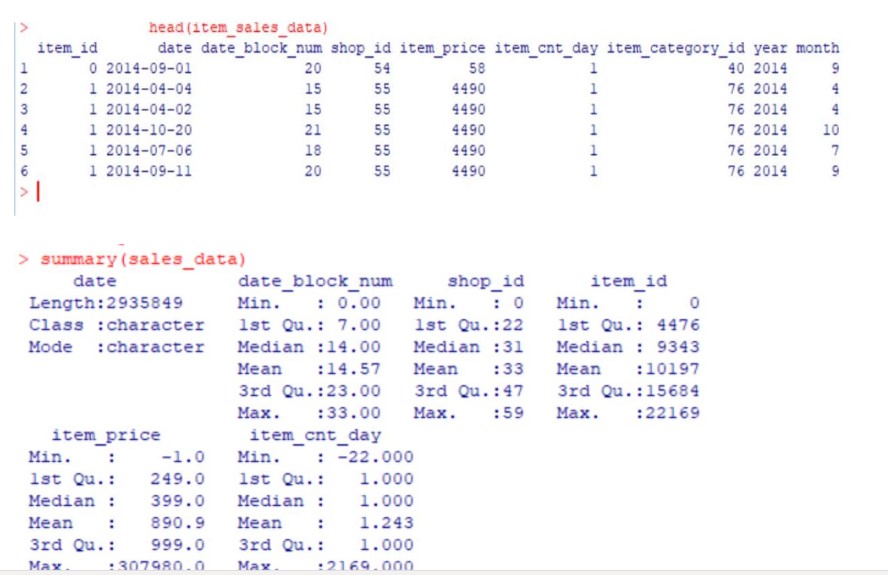 > head(item_sales_data)
item_id date date_block_num shop_id item_price item_cnt_day item_category_id year month
1 0 2014-09-01 20 54 58 1 40 2014 9
2 1 2014-04-04 15 55 4490 1 76 2014 4
3 1 2014-04-02 15 55 4490 1 76 2014 4
4 1 2014-10-20 21 55 4490 1 76 2014 10
5 1 2014-07-06 18 55 4490 1 76 2014 7
6 1 2014-09-11 20 55 4490 1 76 2014 9
>
> summary(sales_data)
date date_block_num shop_id item_id
Length:2935849 Min. : 0.00 Min. : 0 Min. : 0
Class :character 1st Qu.: 7.00 1st Qu.:22 1st Qu.: 4476
Mode :character Median :14.00 Median :31 Median : 9343
Mean :14.57 Mean :33 Mean :10197
3rd Qu.:23.00 3rd Qu.:47 3rd Qu.:15684
Max. :33.00 Max. :59 Max. :22169
item_price item_cnt_day
Min. : -1.0 Min. : -22.000
1st Qu.: 249.0 1st Qu.: 1.000
Median : 399.0 Median : 1.000
Mean : 890.9 Mean : 1.243
3rd Qu.: 999.0 3rd Qu.: 1.000
Max. :307980.0 Max. :2169.000